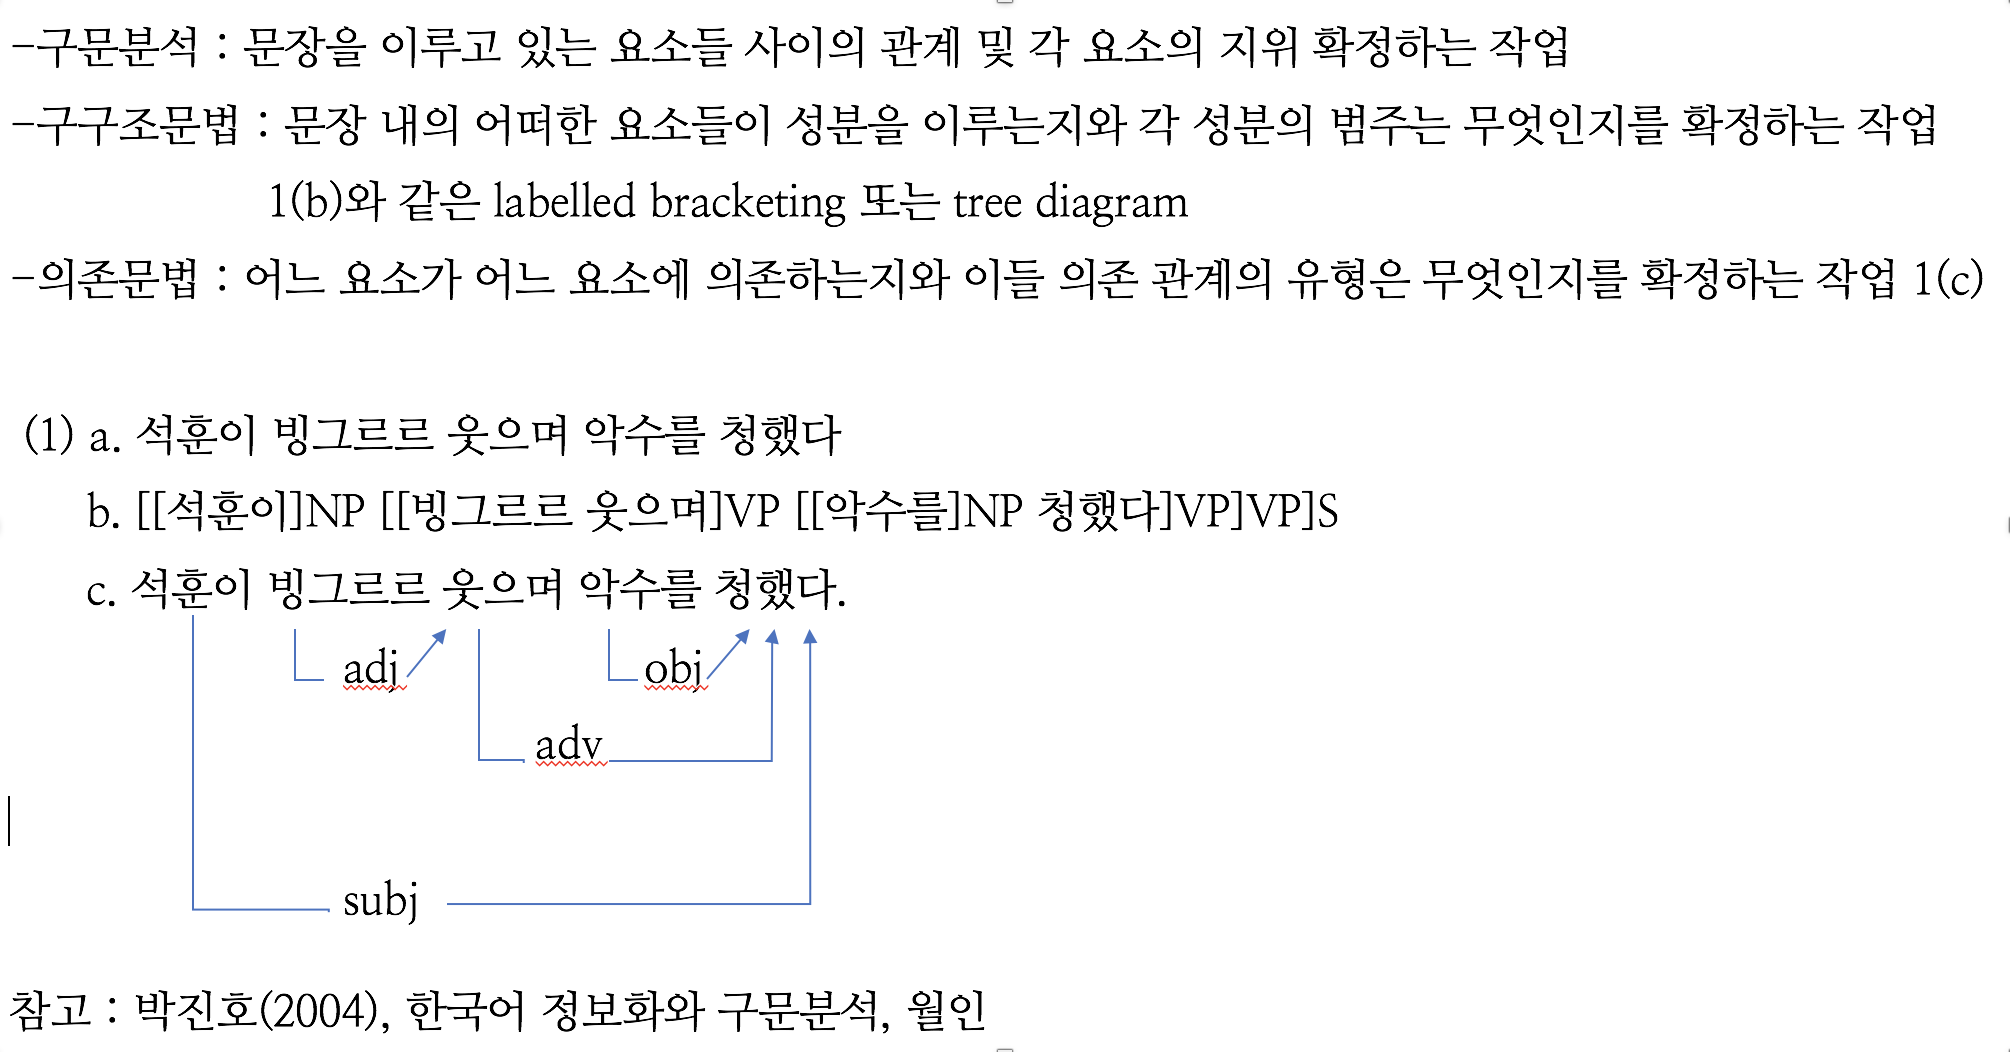 -구문분석 : 문장을 이루고 있는 요소들 사이의 관계 및 각 요소의 지위 확정하는 작업
-구구조문법 : 문장 내의 어떠한 요소들이 성분을 이루는지와 각 성분의 범주는 무엇인지를 확정하는 작업
1(b)와 같은 labelled bracketing 또는 tree diagram
-의존문법 : 어느 요소가 어느 요소에 의존하는지와 이들 의존 관계의 유형은 무엇인지를 확정하는 작업 1(c)
(1) a. 석훈이 빙그르르 웃으며 악수를 청했다
b. [[석훈이]]NP [[빙그르르 웃으며]VP [[악수를]NP 청했다]VP]VP]S
c. 석훈이 빙그르르 웃으며 악수를 청했다.
adj obj
adv
subj
참고 : 박진호(2004), 한국어 정보화와 구문분석, 월인